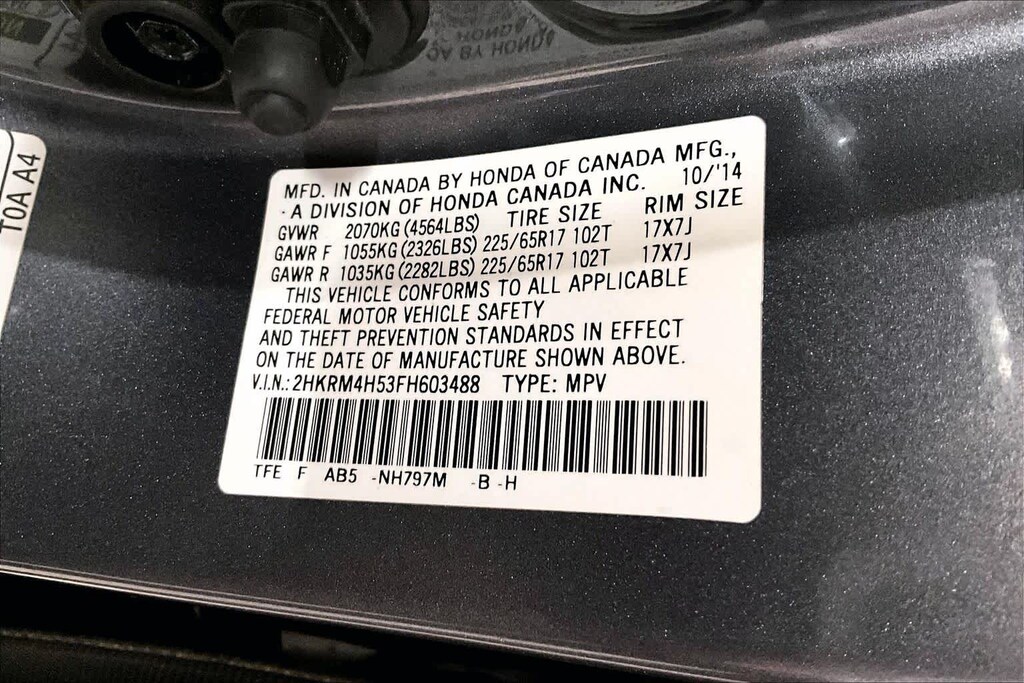 MFD. IN CANADA BY HONDA OF CANADA MFG.,
- A DIVISION OF HONDA CANADA INC. 10/'14
GVWR 2070KG (4564LBS) TIRE SIZE RIM SIZE
GAWR F 1055KG (2326LBS) 225/65R17 102T 17X7J
GAWR R 1035KG (2282LBS) 225/65R17 102T 17X7J
THIS VEHICLE CONFORMS TO ALL APPLICABLE
FEDERAL MOTOR VEHICLE SAFETY
AND THEFT PREVENTION STANDARDS IN EFFECT
ON THE DATE OF MANUFACTURE SHOWN ABOVE.
V.I.N.: 2HKRM4H53FH603488 TYPE: MPV
TFE F AB5 -NH797M -B -H
T0A A4